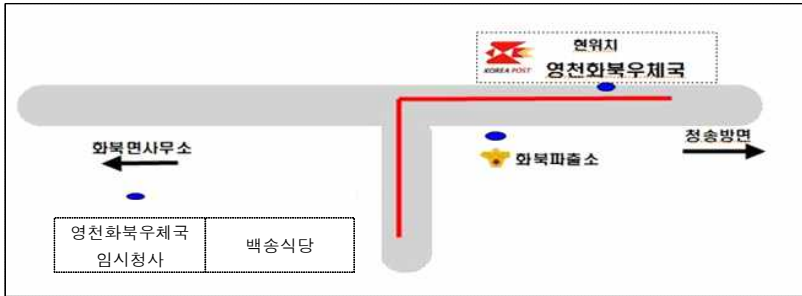 현위치
KOREA POST
영천화북우체국
청송방면
화북면사무소
화북파출소
영천화북우체국
임시청사
백송식당